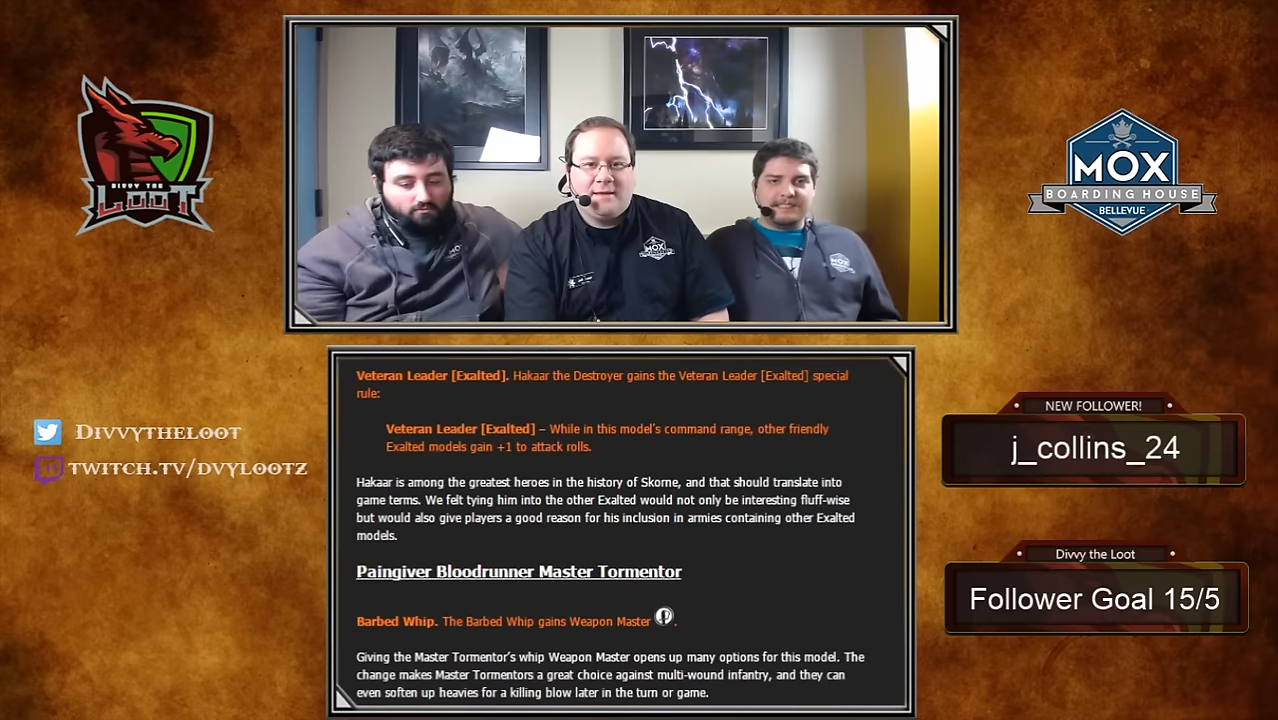 DIVVY THE
LOOT
MOX
BOARDING HOUSE
BELLEVUE
MOX
MOX
Veteran Leader [Exalted]. Hakaar the Destroyer gains the Veteran Leader [Exalted] special
rule:
Veteran Leader [Exalted] – While in this model's command range, other friendly
Exalted models gain +1 to attack rolls.
Hakaar is among the greatest heroes in the history of Skorne, and that should translate into
game terms. We felt tying him into the other Exalted would not only be interesting fluff-wise
but would also give players a good reason for his inclusion in armies containing other Exalted
models.
Paingiver Bloodrunner Master Tormentor
Barbed Whip. The Barbed Whip gains Weapon Master .
Giving the Master Tormentor's whip Weapon Master opens up many options for this model. The
change makes Master Tormentors a great choice against multi-wound infantry, and they can
even soften up heavies for a killing blow later in the turn or game.
DIVVYTHELOOT
TWITCH.TV/DVYLOOTZ
NEW FOLLOWER!
j_collins_24
Divvy the Loot
Follower Goal 15/5